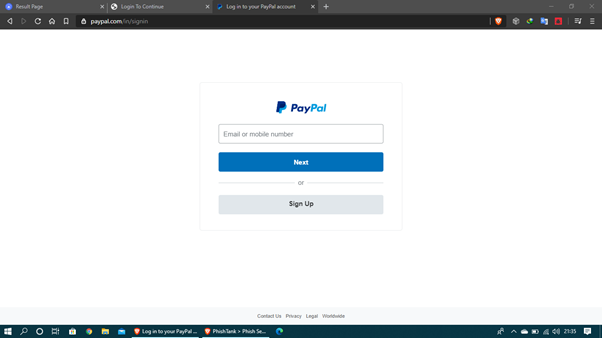 Result Page
Login To Continue
Log in to your PayPal account
paypal.com/in/signin
PayPal
Email or mobile number
Next
or
Sign Up
Contact Us Privacy Legal Worldwide
Log in to your PayPal ...
PhishTank > Phish Se...
21:35